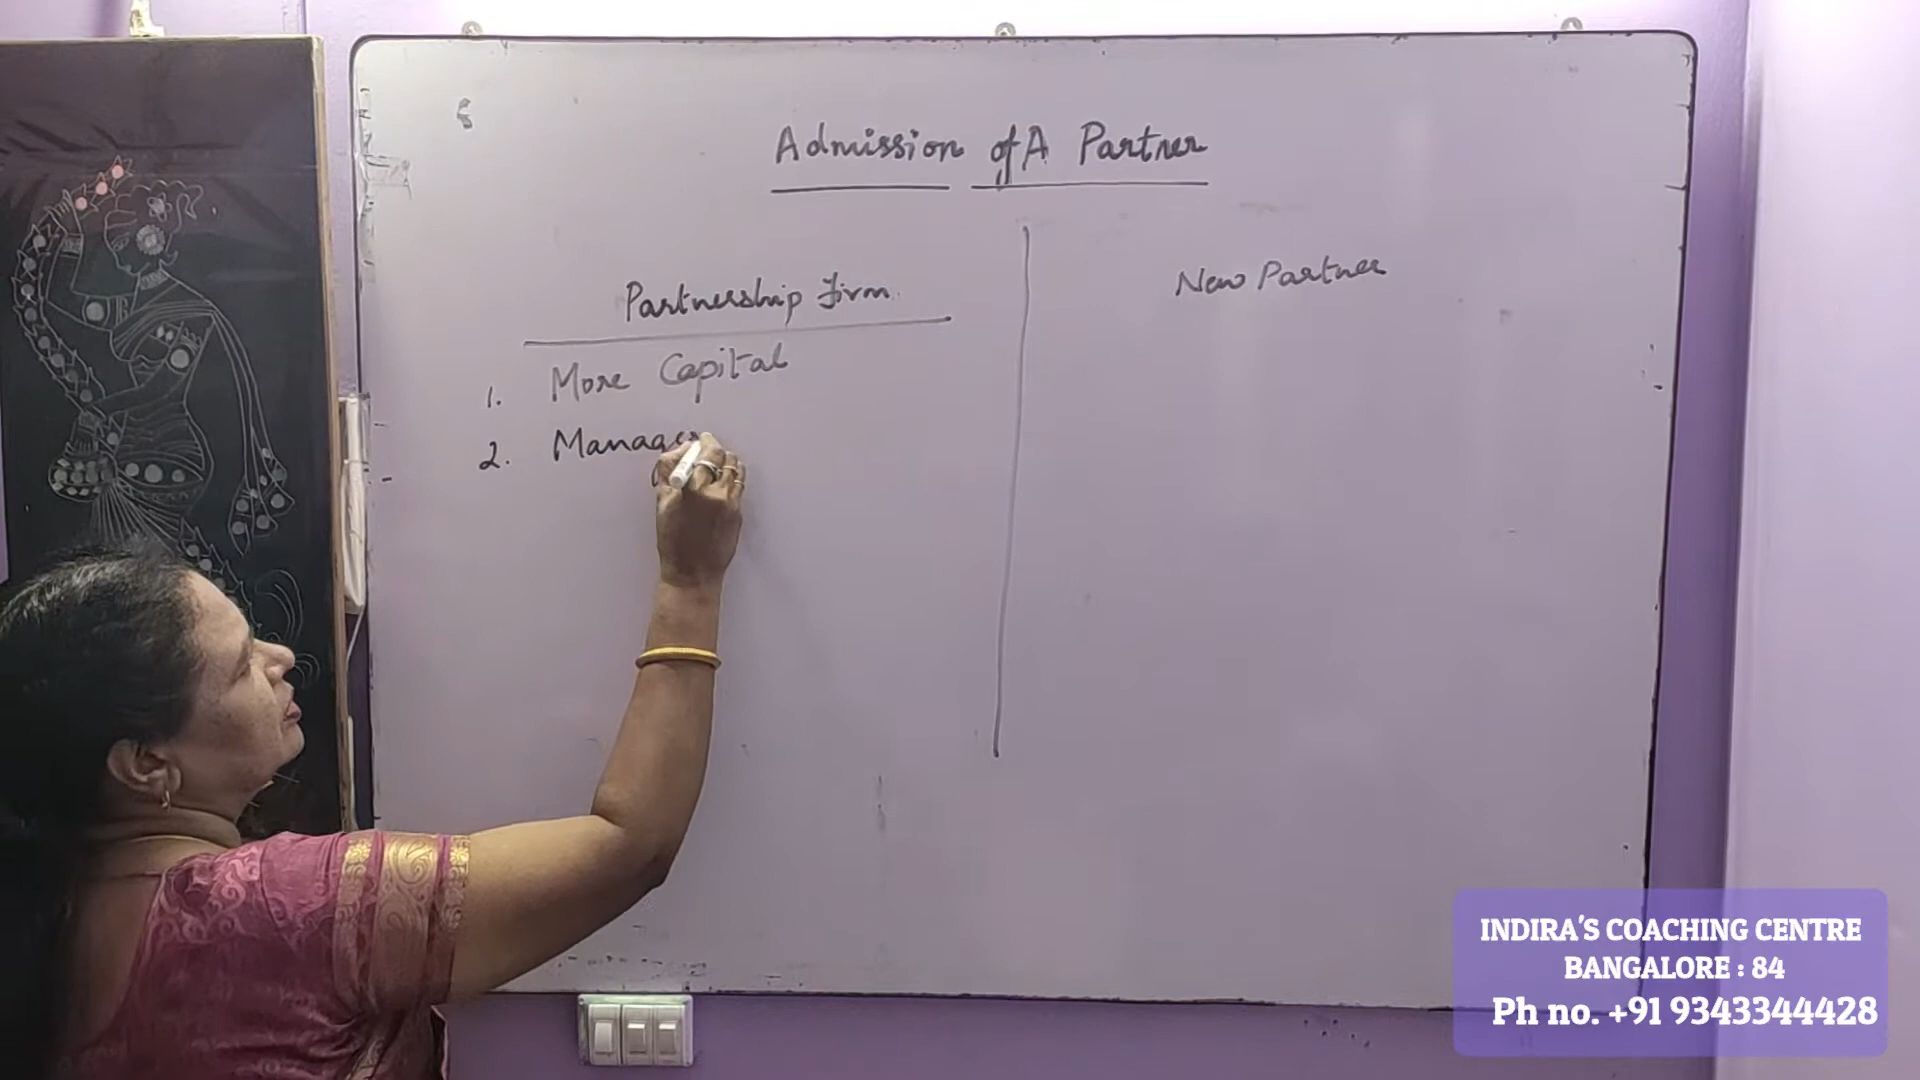 Admission of A Partner
Partnership Firm
New Partner
1. More Capital
2.
INDIRA'S COACHING CENTRE
BANGALORE : 84
Ph no. +91 9343344428